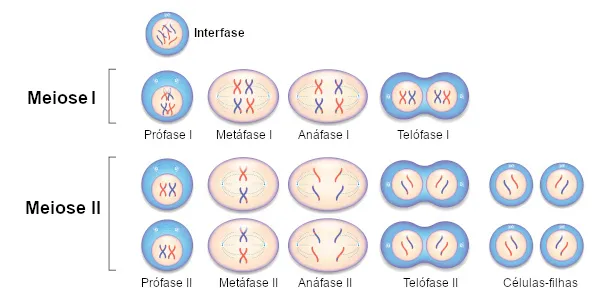 Interfase
Meiose I
Prófase I Metáfase I Anáfase I Telófase I
Meiose II
Prófase II Metáfase II Anáfase II Telófase II Células-filhas